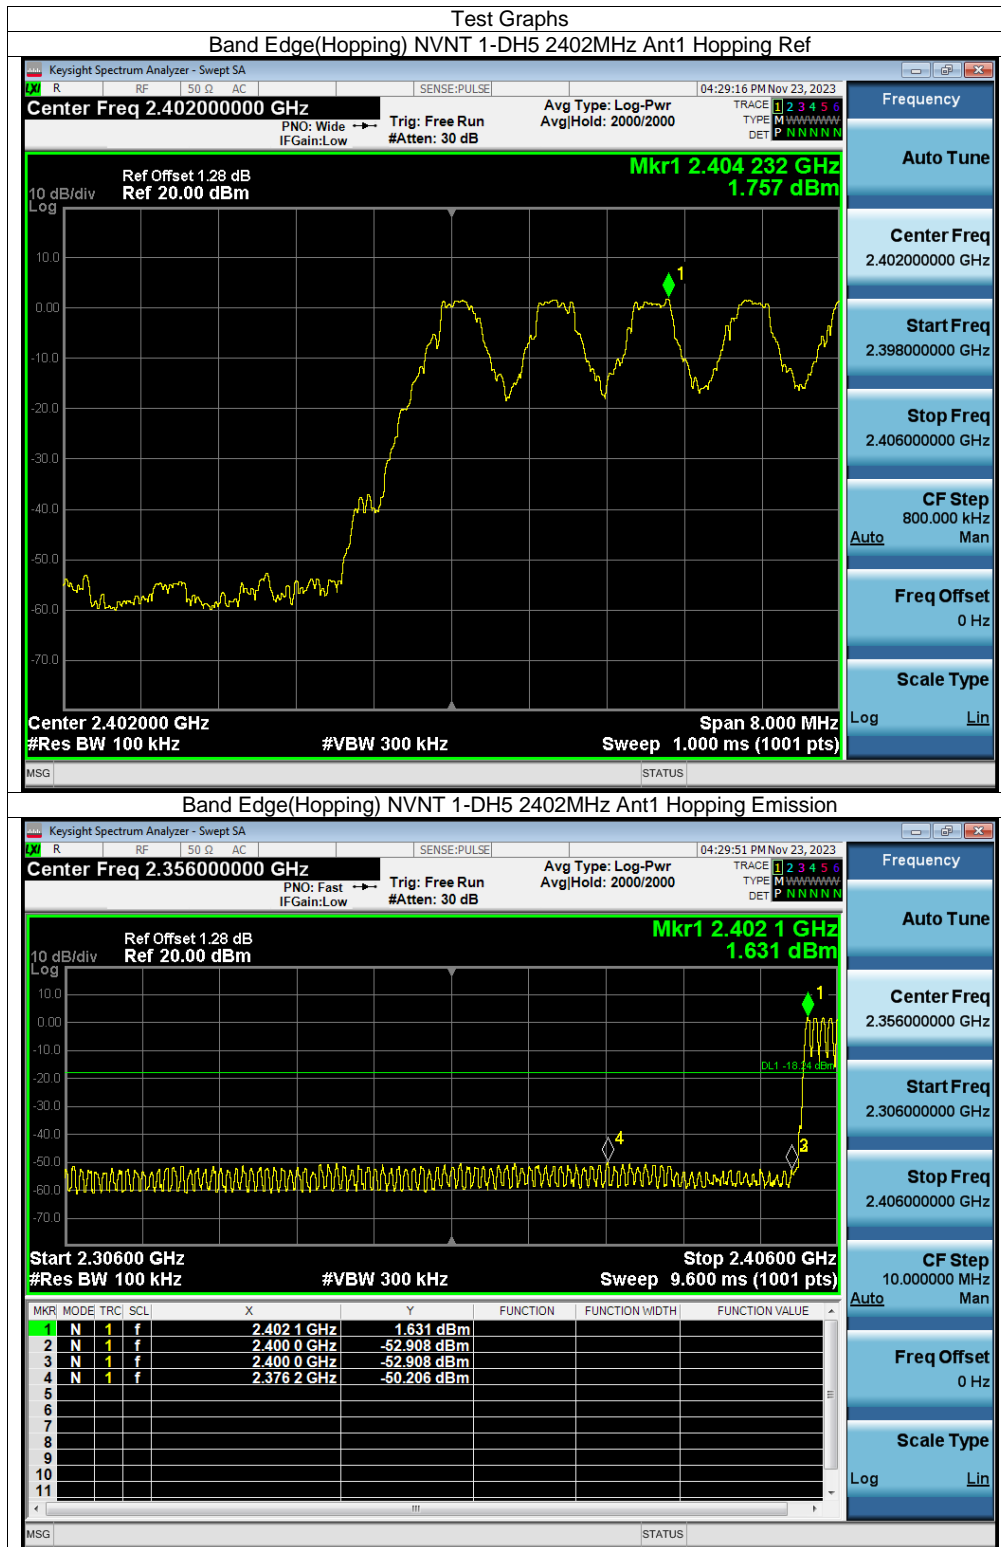 Test Graphs
Band Edge(Hopping) NVNT 1-DH5 2402MHz Ant1 Hopping Ref
Keysight Spectrum Analyzer - Swept SA
LXI R RF 50 Ω AC SENSE:PULSE 04:29:16 PM Nov 23, 2023
Center Freq 2.402000000 GHz
PNO: Wide
IFGain:Low
Trig: Free Run
#Atten: 30 dB
Avg Type: Log-Pwr
Avg|Hold: 2000/2000
TRACE 1 2 3 4 5 6
TYPE M WWWWW
DET P N N N N N
Mkr1 2.404 232 GHz
1.757 dBm
Ref Offset 1.28 dB
10 dB/div Ref 20.00 dBm
Log
10.0
0.00
-10.0
-20.0
-30.0
-40.0
-50.0
-60.0
-70.0
1
Center 2.402000 GHz Span 8.000 MHz
#Res BW 100 kHz #VBW 300 kHz Sweep 1.000 ms (1001 pts)
MSG STATUS
Frequency
Auto Tune
Center Freq
2.402000000 GHz
Start Freq
2.398000000 GHz
Stop Freq
2.406000000 GHz
CF Step
800.000 kHz
Auto Man
Freq Offset
0 Hz
Scale Type
Log Lin
Band Edge(Hopping) NVNT 1-DH5 2402MHz Ant1 Hopping Emission
Keysight Spectrum Analyzer - Swept SA
LXI R RF 50 Ω AC SENSE:PULSE 04:29:51 PM Nov 23, 2023
Center Freq 2.356000000 GHz
PNO: Fast
IFGain:Low
Trig: Free Run
#Atten: 30 dB
Avg Type: Log-Pwr
Avg|Hold: 2000/2000
TRACE 1 2 3 4 5 6
TYPE M WWWWW
DET P N N N N N
Mkr1 2.402 1 GHz
1.631 dBm
Ref Offset 1.28 dB
10 dB/div Ref 20.00 dBm
Log
10.0
0.00
-10.0
-20.0
-30.0
-40.0
-50.0
-60.0
-70.0
1
DL1 -18.24 dBm
4
3
Start 2.30600 GHz Stop 2.40600 GHz
#Res BW 100 kHz #VBW 300 kHz Sweep 9.600 ms (1001 pts)
MKR MODE TRC SCL X Y FUNCTION FUNCTION WIDTH FUNCTION VALUE
1 N 1 f 2.402 1 GHz 1.631 dBm
2 N 1 f 2.400 0 GHz -52.908 dBm
3 N 1 f 2.400 0 GHz -52.908 dBm
4 N 1 f 2.376 2 GHz -50.206 dBm
5
6
7
8
9
10
11
MSG STATUS
Frequency
Auto Tune
Center Freq
2.356000000 GHz
Start Freq
2.306000000 GHz
Stop Freq
2.406000000 GHz
CF Step
10.000000 MHz
Auto Man
Freq Offset
0 Hz
Scale Type
Log Lin